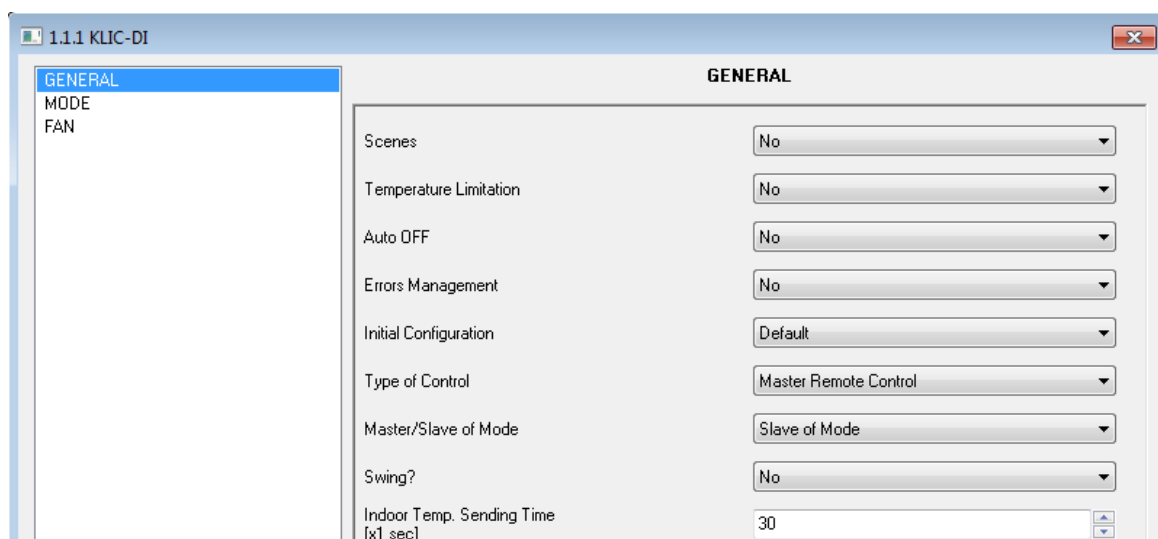 1.1.1 KLIC-DI
GENERAL
MODE
FAN
GENERAL
Scenes No
Temperature Limitation No
Auto OFF No
Errors Management No
Initial Configuration Default
Type of Control Master Remote Control
Master/Slave of Mode Slave of Mode
Swing? No
Indoor Temp. Sending Time 30
[x1 sec]